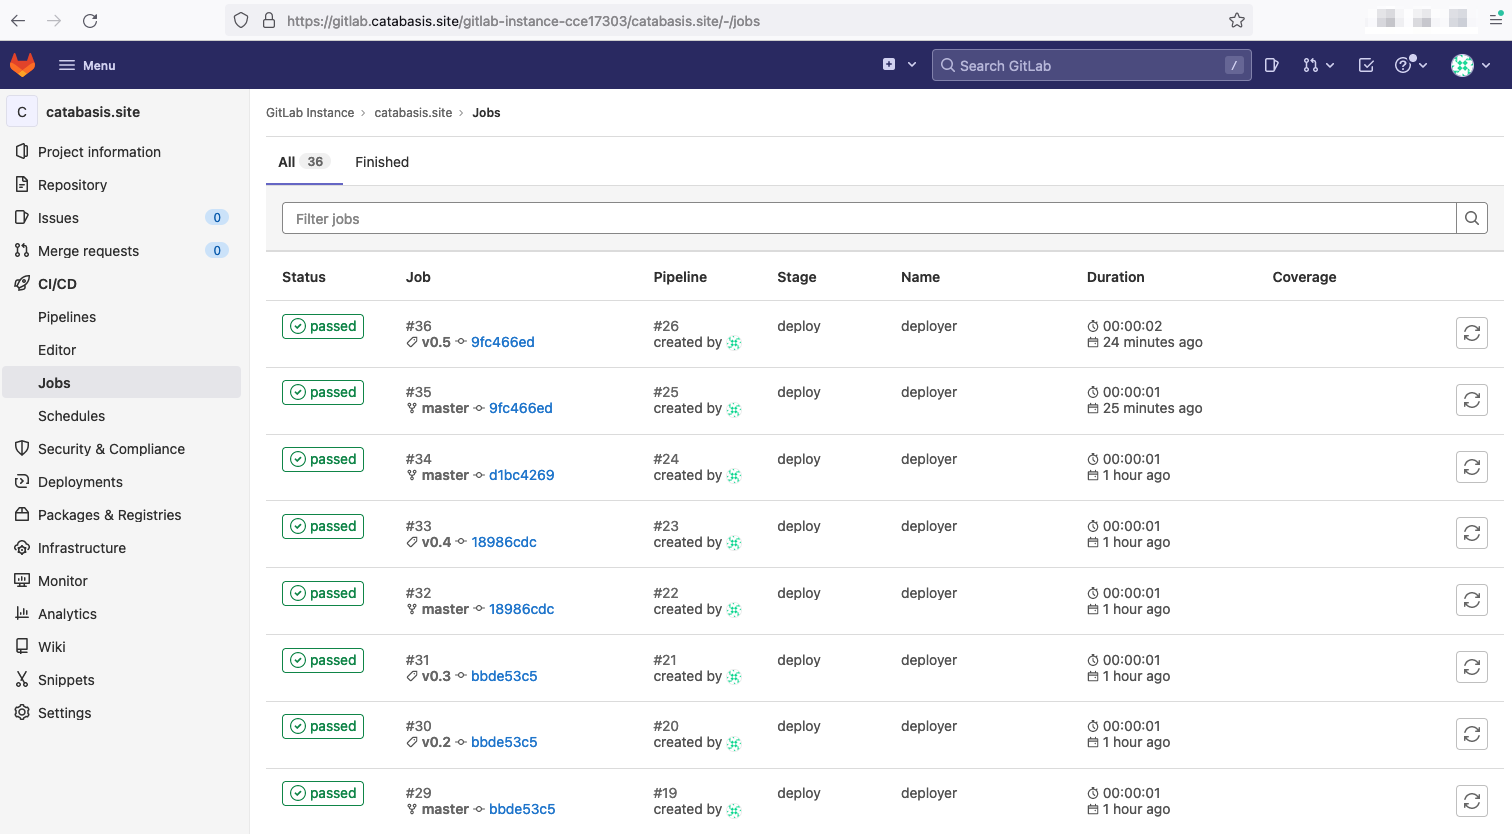 https://gitlab.catabasis.site/gitlab-instance-cce17303/catabasis.site/-/jobs
Menu
Search GitLab
/
C
catabasis.site
Project information
Repository
Issues 0
Merge requests 0
CI/CD
Pipelines
Editor
Jobs
Schedules
Security & Compliance
Deployments
Packages & Registries
Infrastructure
Monitor
Analytics
Wiki
Snippets
Settings
GitLab Instance › catabasis.site › Jobs
All 36 Finished
Filter jobs
Status Job Pipeline Stage Name Duration Coverage
passed #36 #26 deploy deployer 00:00:02
v0.5 9fc466ed created by 24 minutes ago
passed #35 #25 deploy deployer 00:00:01
master 9fc466ed created by 25 minutes ago
passed #34 #24 deploy deployer 00:00:01
master d1bc4269 created by 1 hour ago
passed #33 #23 deploy deployer 00:00:01
v0.4 18986cdc created by 1 hour ago
passed #32 #22 deploy deployer 00:00:01
master 18986cdc created by 1 hour ago
passed #31 #21 deploy deployer 00:00:01
v0.3 bbde53c5 created by 1 hour ago
passed #30 #20 deploy deployer 00:00:01
v0.2 bbde53c5 created by 1 hour ago
passed #29 #19 deploy deployer 00:00:01
master bbde53c5 created by 1 hour ago